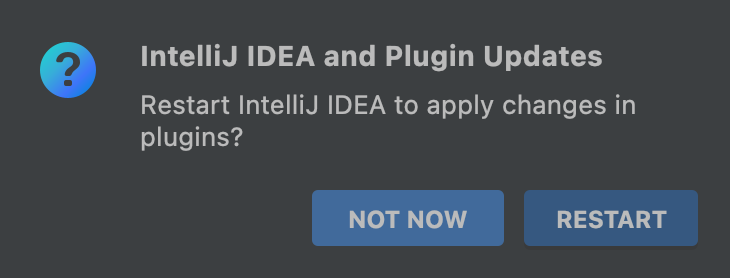 IntelliJ IDEA and Plugin Updates
Restart IntelliJ IDEA to apply changes in
plugins?
NOT NOW
RESTART